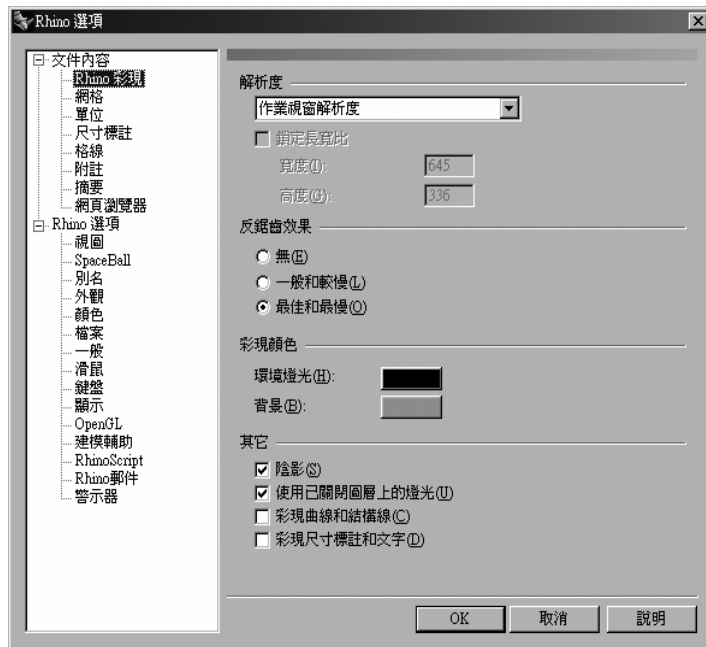 Rhino 選項
文件內容
Rhino 彩現
網格
單位
尺寸標註
格線
附註
摘要
網頁瀏覽器
Rhino 選項
視圖
SpaceBall
別名
外觀
顏色
檔案
一般
滑鼠
鍵盤
顯示
OpenGL
建模輔助
RhinoScript
Rhino郵件
警示器
解析度
作業視窗解析度
鎖定長寬比
寬度(I): 645
高度(G): 336
反鋸齒效果
無(E)
一般和較慢(L)
最佳和最慢(O)
彩現顏色
環境燈光(H):
背景(B):
其它
陰影(S)
使用已關閉圖層上的燈光(U)
彩現曲線和結構線(C)
彩現尺寸標註和文字(D)
OK 取消 說明